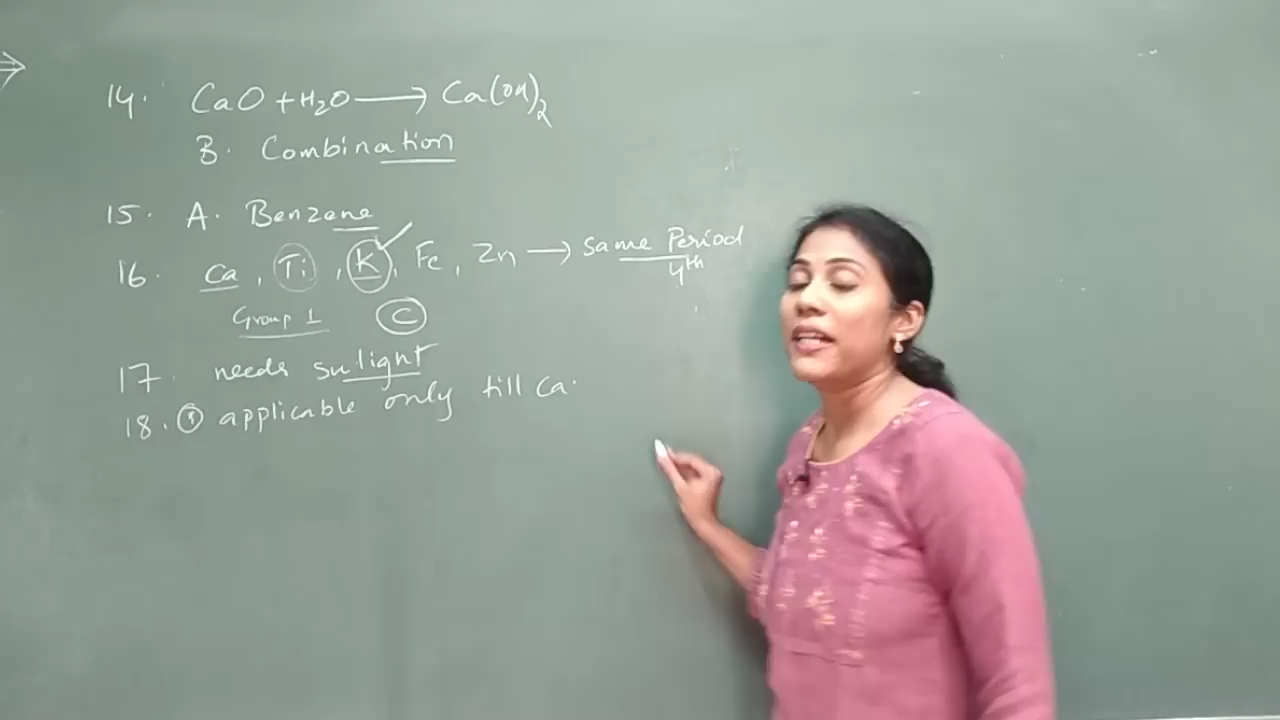 14. CaO + H2O ⟶ Ca(OH)2
B. Combination
15. A. Benzene
16. Ca, Ti, K, Fe, Zn ⟶ Same Period
4th
Group 1 C
17. needs sulight
18. ① applicable only till Ca.